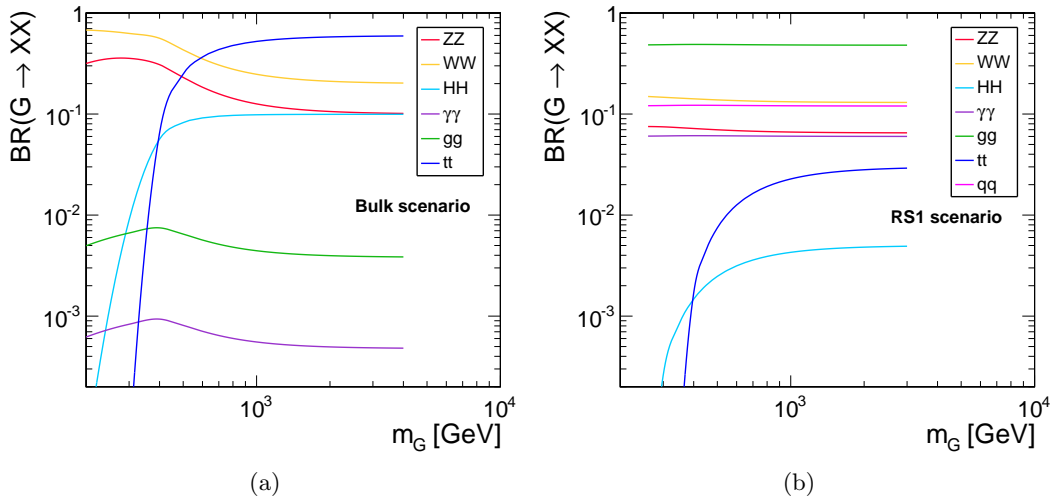 BR(G → XX)
1
10⁻¹
10⁻²
10⁻³
ZZ
WW
HH
γγ
gg
tt
Bulk scenario
10³
10⁴
m_G [GeV]
(a)
BR(G → XX)
1
10⁻¹
10⁻²
10⁻³
ZZ
WW
HH
γγ
gg
tt
qq
RS1 scenario
10³
10⁴
m_G [GeV]
(b)